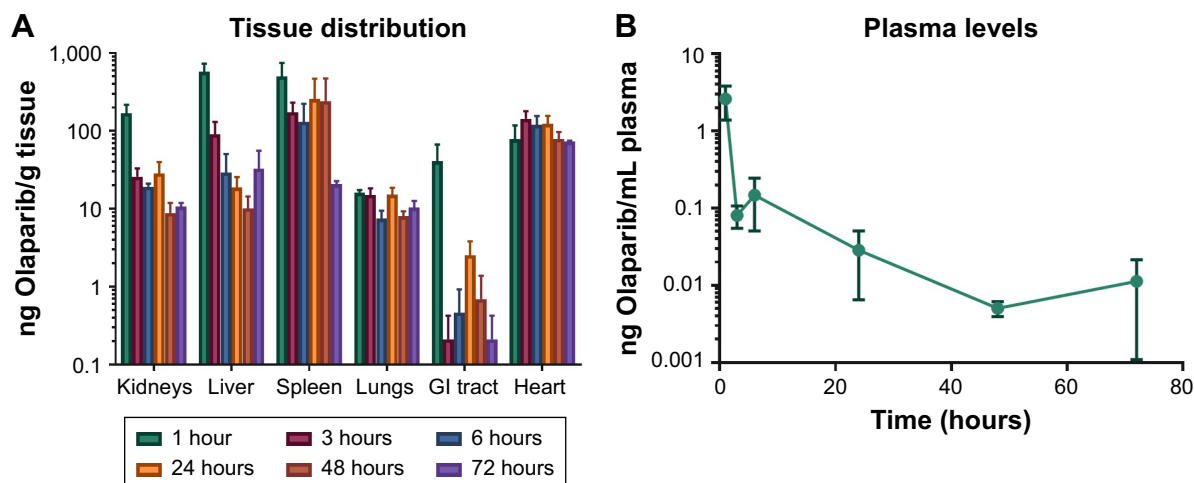 A
Tissue distribution
ng Olaparib/g tissue
1,000
100
10
1
0.1
Kidneys Liver Spleen Lungs GI tract Heart
1 hour 3 hours 6 hours
24 hours 48 hours 72 hours
B
Plasma levels
ng Olaparib/mL plasma
10
1
0.1
0.01
0.001
0 20 40 60 80
Time (hours)